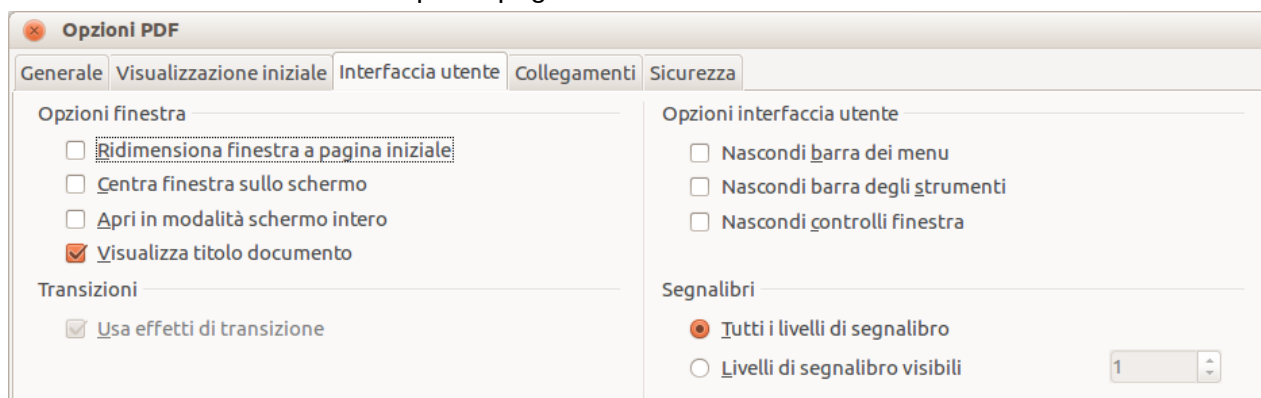 Opzioni PDF
Generale Visualizzazione iniziale Interfaccia utente Collegamenti Sicurezza
Opzioni finestra
Ridimensiona finestra a pagina iniziale
Centra finestra sullo schermo
Apri in modalità schermo intero
Visualizza titolo documento
Transizioni
Usa effetti di transizione
Opzioni interfaccia utente
Nascondi barra dei menu
Nascondi barra degli strumenti
Nascondi controlli finestra
Segnalibri
Tutti i livelli di segnalibro
Livelli di segnalibro visibili 1